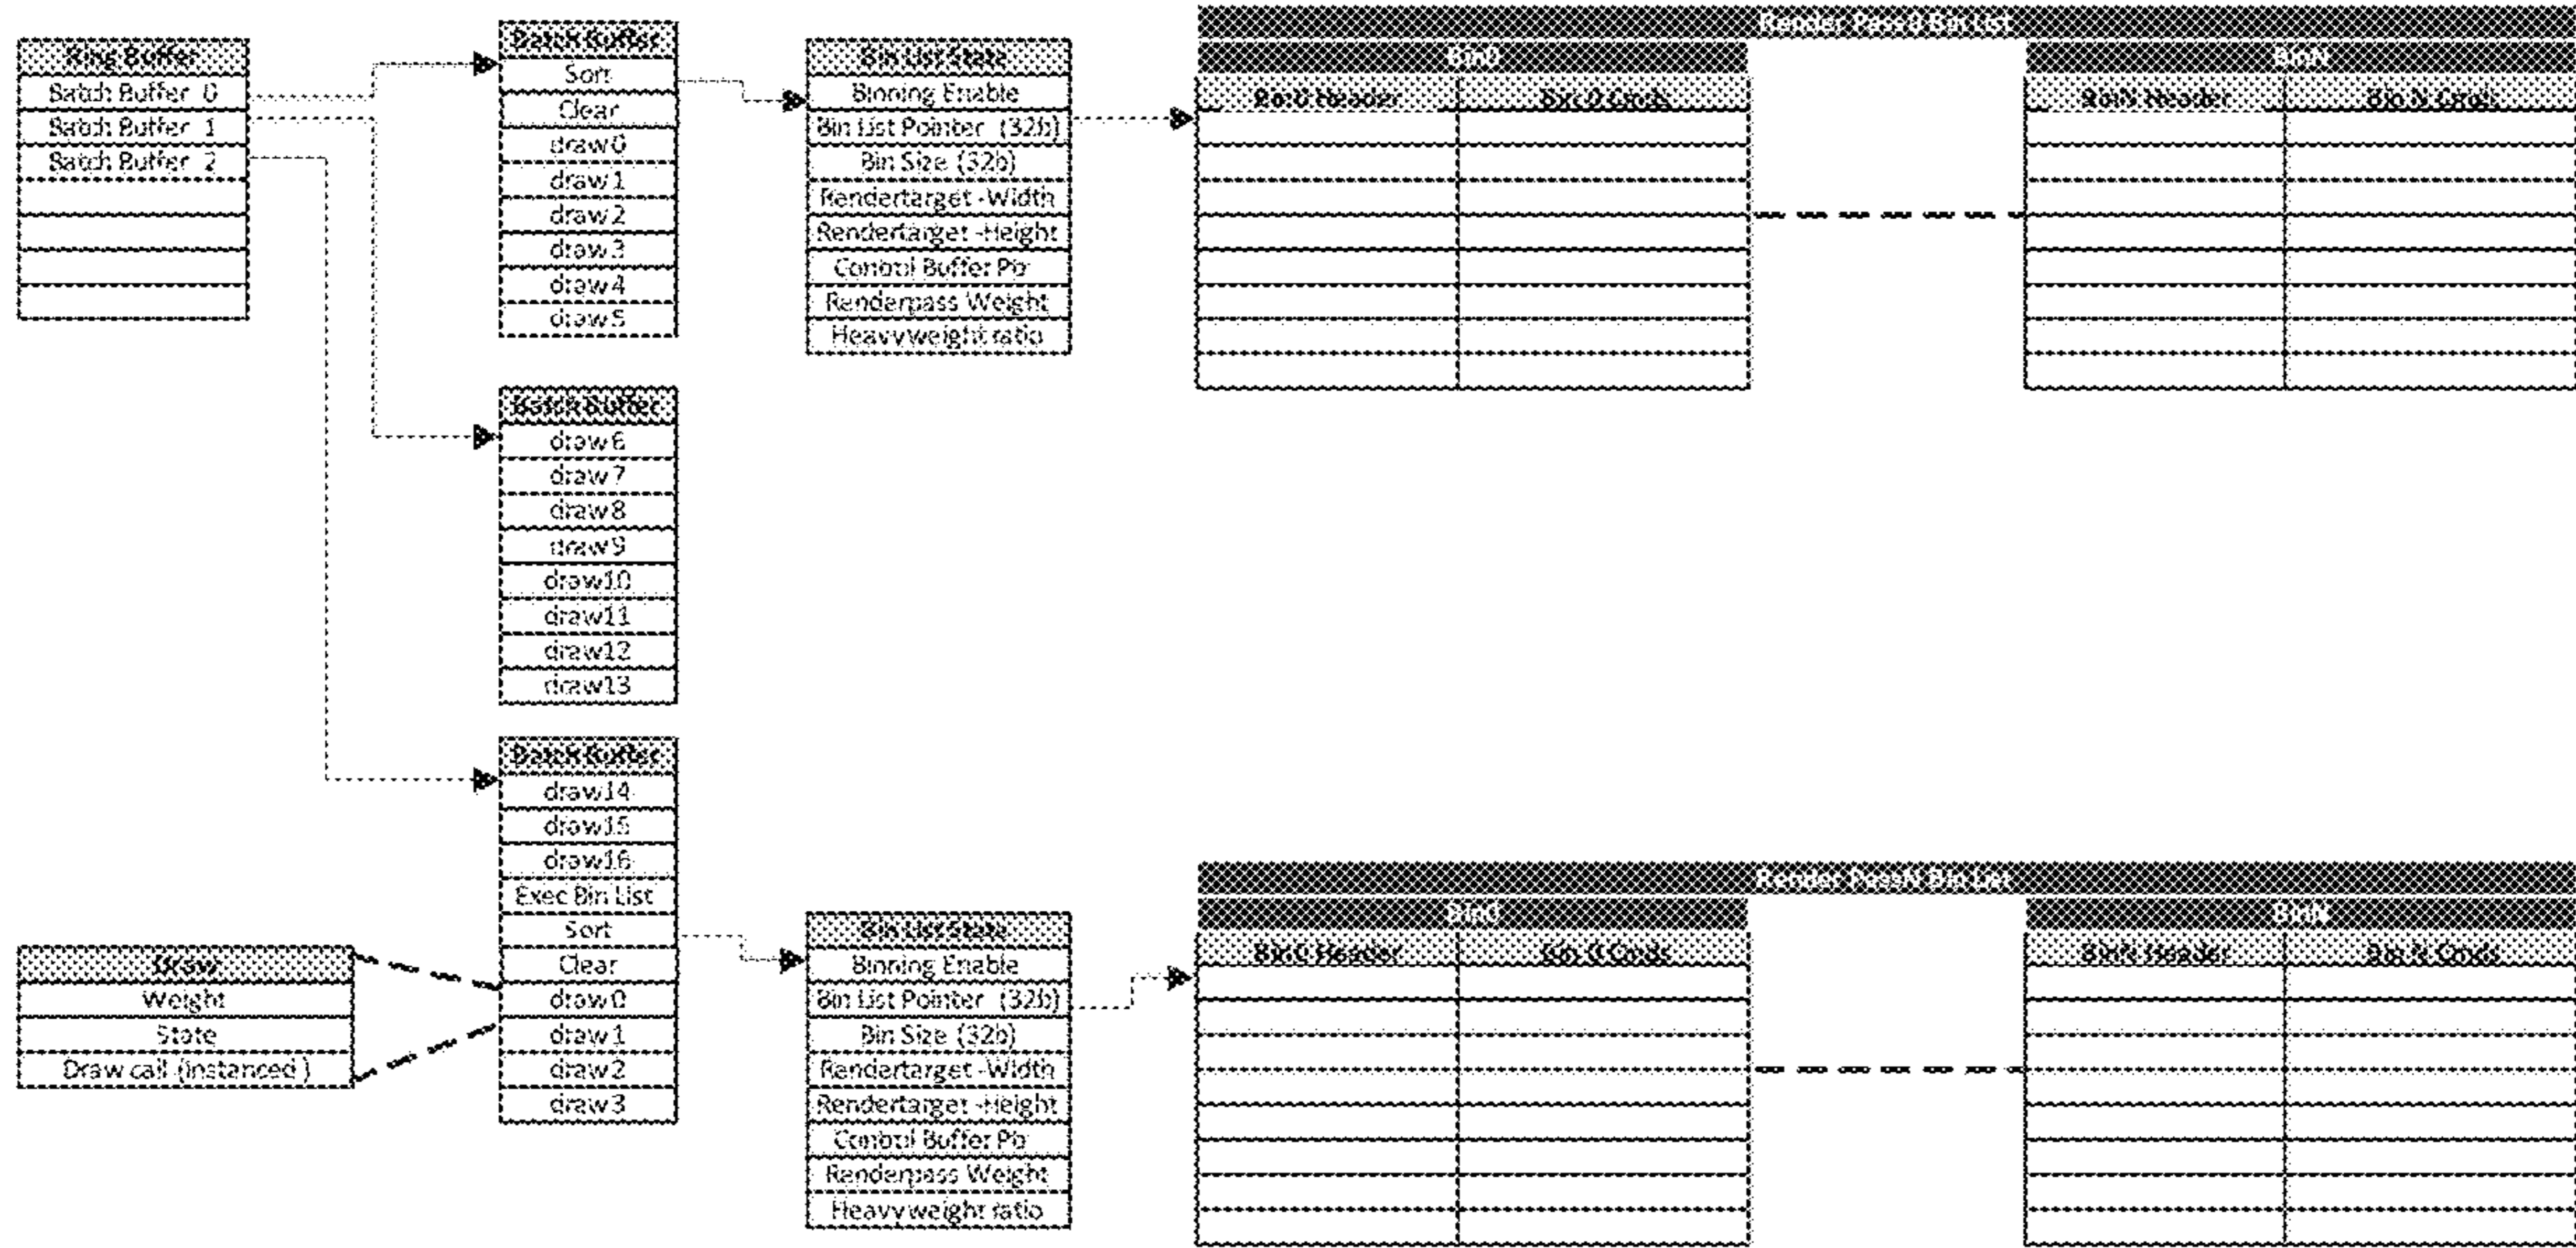 Ring Buffer
Batch Buffer 0
Batch Buffer 1
Batch Buffer 2
Batch Buffer
Sort
Clear
draw0
draw1
draw2
draw3
draw4
draw5
Bin List State
Binning Enable
Bin List Pointer (32b)
Bin Size (32b)
Rendertarget -Width
Rendertarget -Height
Control Buffer Ptr
Renderpass Weight
Heavyweight ratio
Render Pass0 Bin List
Bin0
BinN
Bin0 Header
Bin 0 Cmds
BinN Header
Bin N Cmds
Batch Buffer
draw6
draw7
draw8
draw9
draw10
draw11
draw12
draw13
Batch Buffer
draw14
draw15
draw16
Exec Bin List
Sort
Clear
draw0
draw1
draw2
draw3
Draw
Weight
State
Draw call (instanced )
Bin List State
Binning Enable
Bin List Pointer (32b)
Bin Size (32b)
Rendertarget -Width
Rendertarget -Height
Control Buffer Ptr
Renderpass Weight
Heavyweight ratio
Render PassN Bin List
Bin0
BinN
Bin0 Header
Bin 0 Cmds
BinN Header
Bin N Cmds